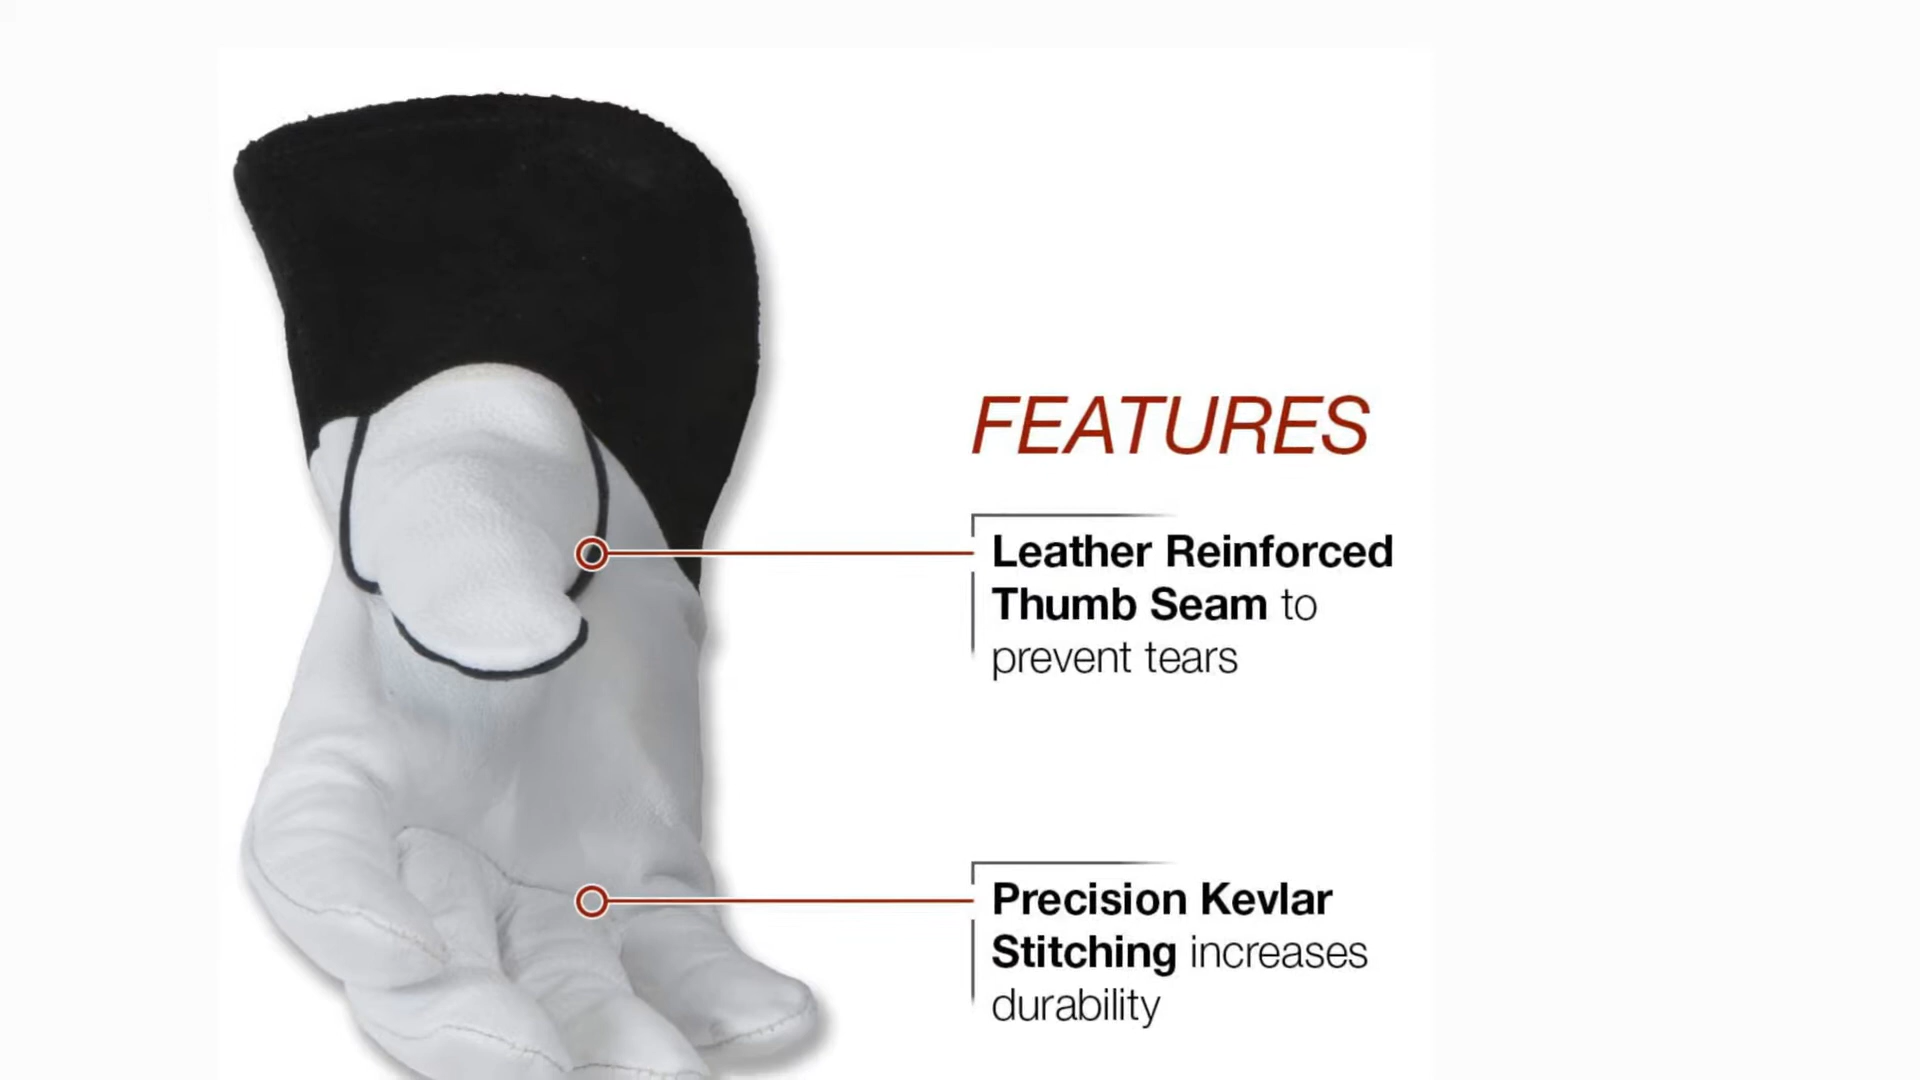 FEATURES
Leather Reinforced
Thumb Seam to
prevent tears
Precision Kevlar
Stitching increases
durability